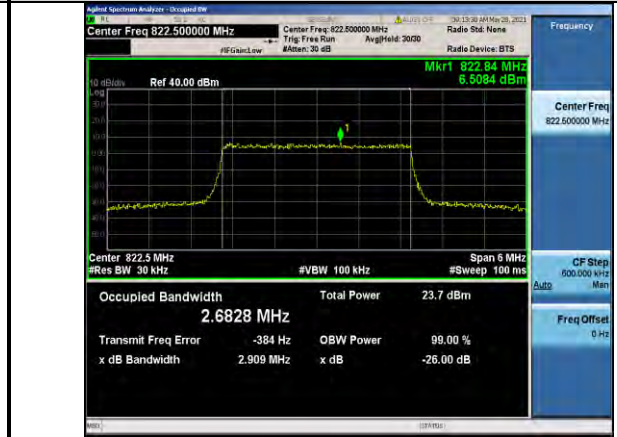 Agilent Spectrum Analyzer - Occupied BW
Center Freq 822.500000 MHz
Center Freq: 822.500000 MHz
Trig: Free Run Avg|Hold: 30/30
#IFGain:Low #Atten: 30 dB
Radio Std: None
Radio Device: BTS
Frequency
Mkr1 822.84 MHz
6.5084 dBm
10 dB/div Ref 40.00 dBm
Log
1
Center Freq
822.500000 MHz
Center 822.5 MHz Span 6 MHz
#Res BW 30 kHz #VBW 100 kHz #Sweep 100 ms
CF Step
600.000 kHz
Auto Man
Occupied Bandwidth Total Power 23.7 dBm
2.6828 MHz
Transmit Freq Error -384 Hz OBW Power 99.00 %
x dB Bandwidth 2.909 MHz x dB -26.00 dB
Freq Offset
0 Hz
MSG STATUS